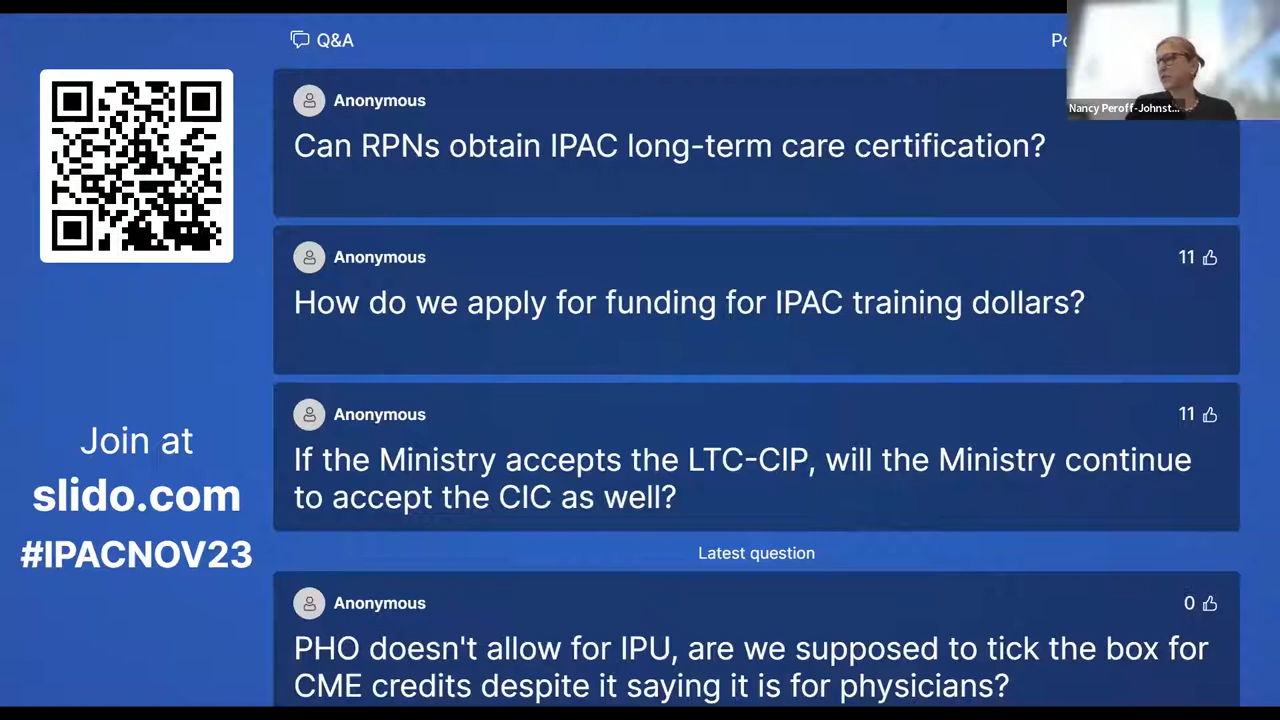 Q&A
Nancy Peroff-Johnst...
Anonymous
Can RPNs obtain IPAC long-term care certification?
Anonymous
11
How do we apply for funding for IPAC training dollars?
Anonymous
11
If the Ministry accepts the LTC-CIP, will the Ministry continue
to accept the CIC as well?
Join at
slido.com
#IPACNOV23
Latest question
Anonymous
0
PHO doesn't allow for IPU, are we supposed to tick the box for
CME credits despite it saying it is for physicians?